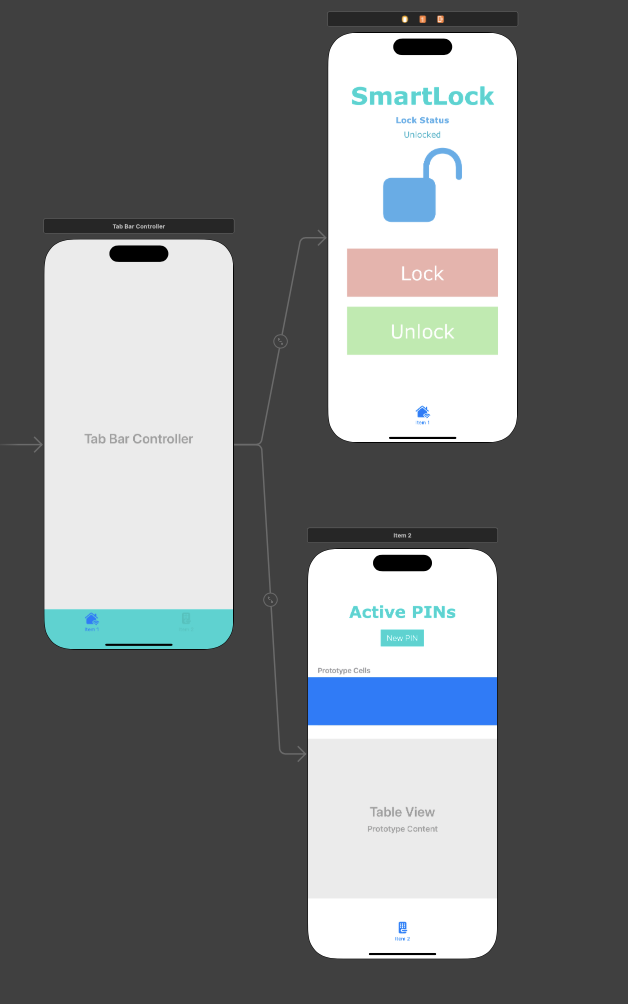 SmartLock
Lock Status
Unlocked
Lock
Unlock
Item 1
Tab Bar Controller
Tab Bar Controller
Item 1
Item 2
Active PINs
New PIN
Prototype Cells
Table View
Prototype Content
Item 2